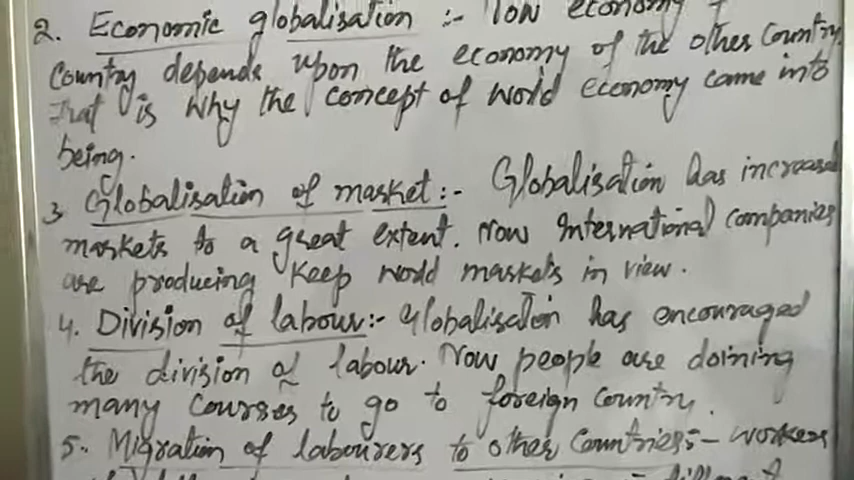 2. Economic globalisation :- Now economy
Country depends upon the economy of the other Country.
That is why the concept of world economy came into
being.
3 Globalisation of market :- Globalisation has increased
markets to a great extent. Now International companies
are producing keep world markets in view.
4. Division of labour :- Globalisation has encouraged
the division of labour. Now people are doining
many courses to go to foreign country.
5. Migration of labourers to other Countries :- workers